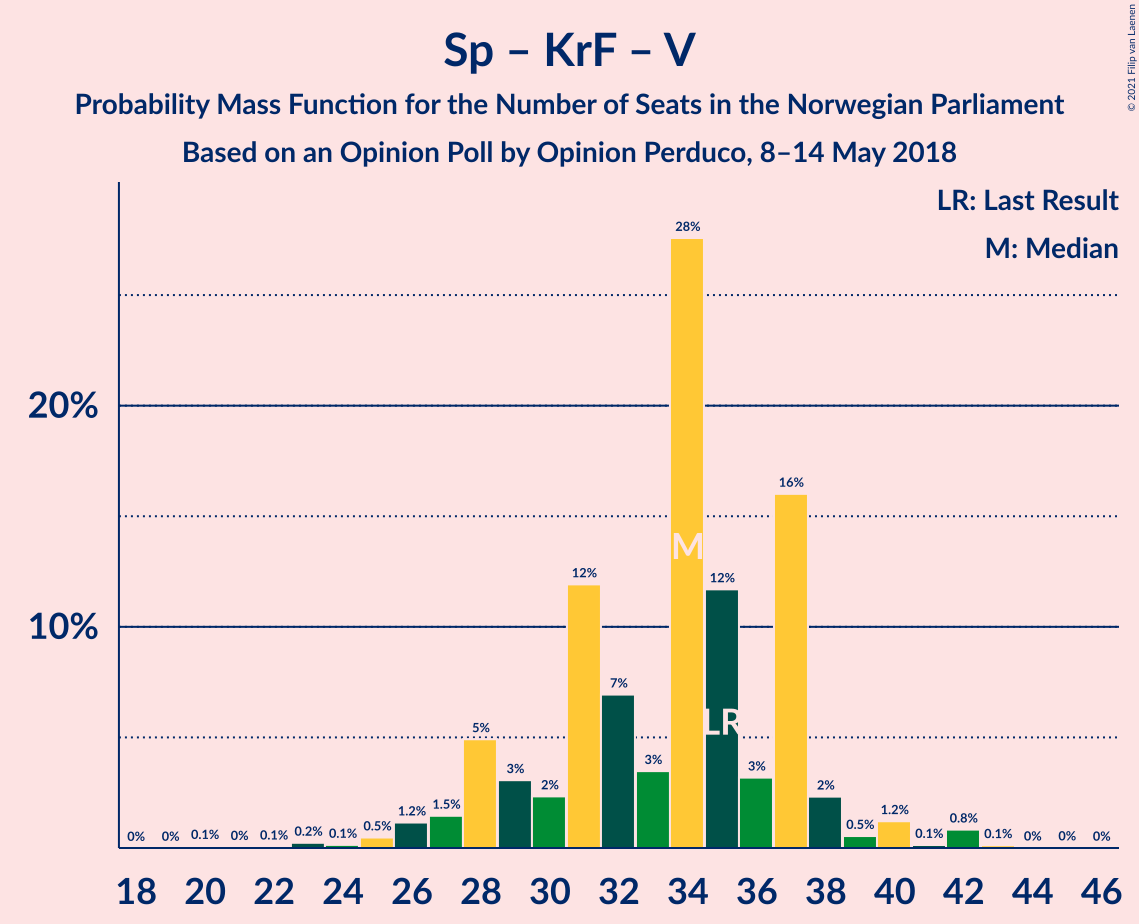 © 2021 Filip van Laenen
Sp – KrF – V
Probability Mass Function for the Number of Seats in the Norwegian Parliament
Based on an Opinion Poll by Opinion Perduco, 8–14 May 2018
LR: Last Result
M: Median
20%
10%
0% 0% 0.1% 0% 0.1% 0.2% 0.1% 0.5% 1.2% 1.5% 5% 3% 2% 12% 7% 3% 28% 12% 3% 16% 2% 0.5% 1.2% 0.1% 0.8% 0.1% 0% 0% 0%
M
LR
18 20 22 24 26 28 30 32 34 36 38 40 42 44 46